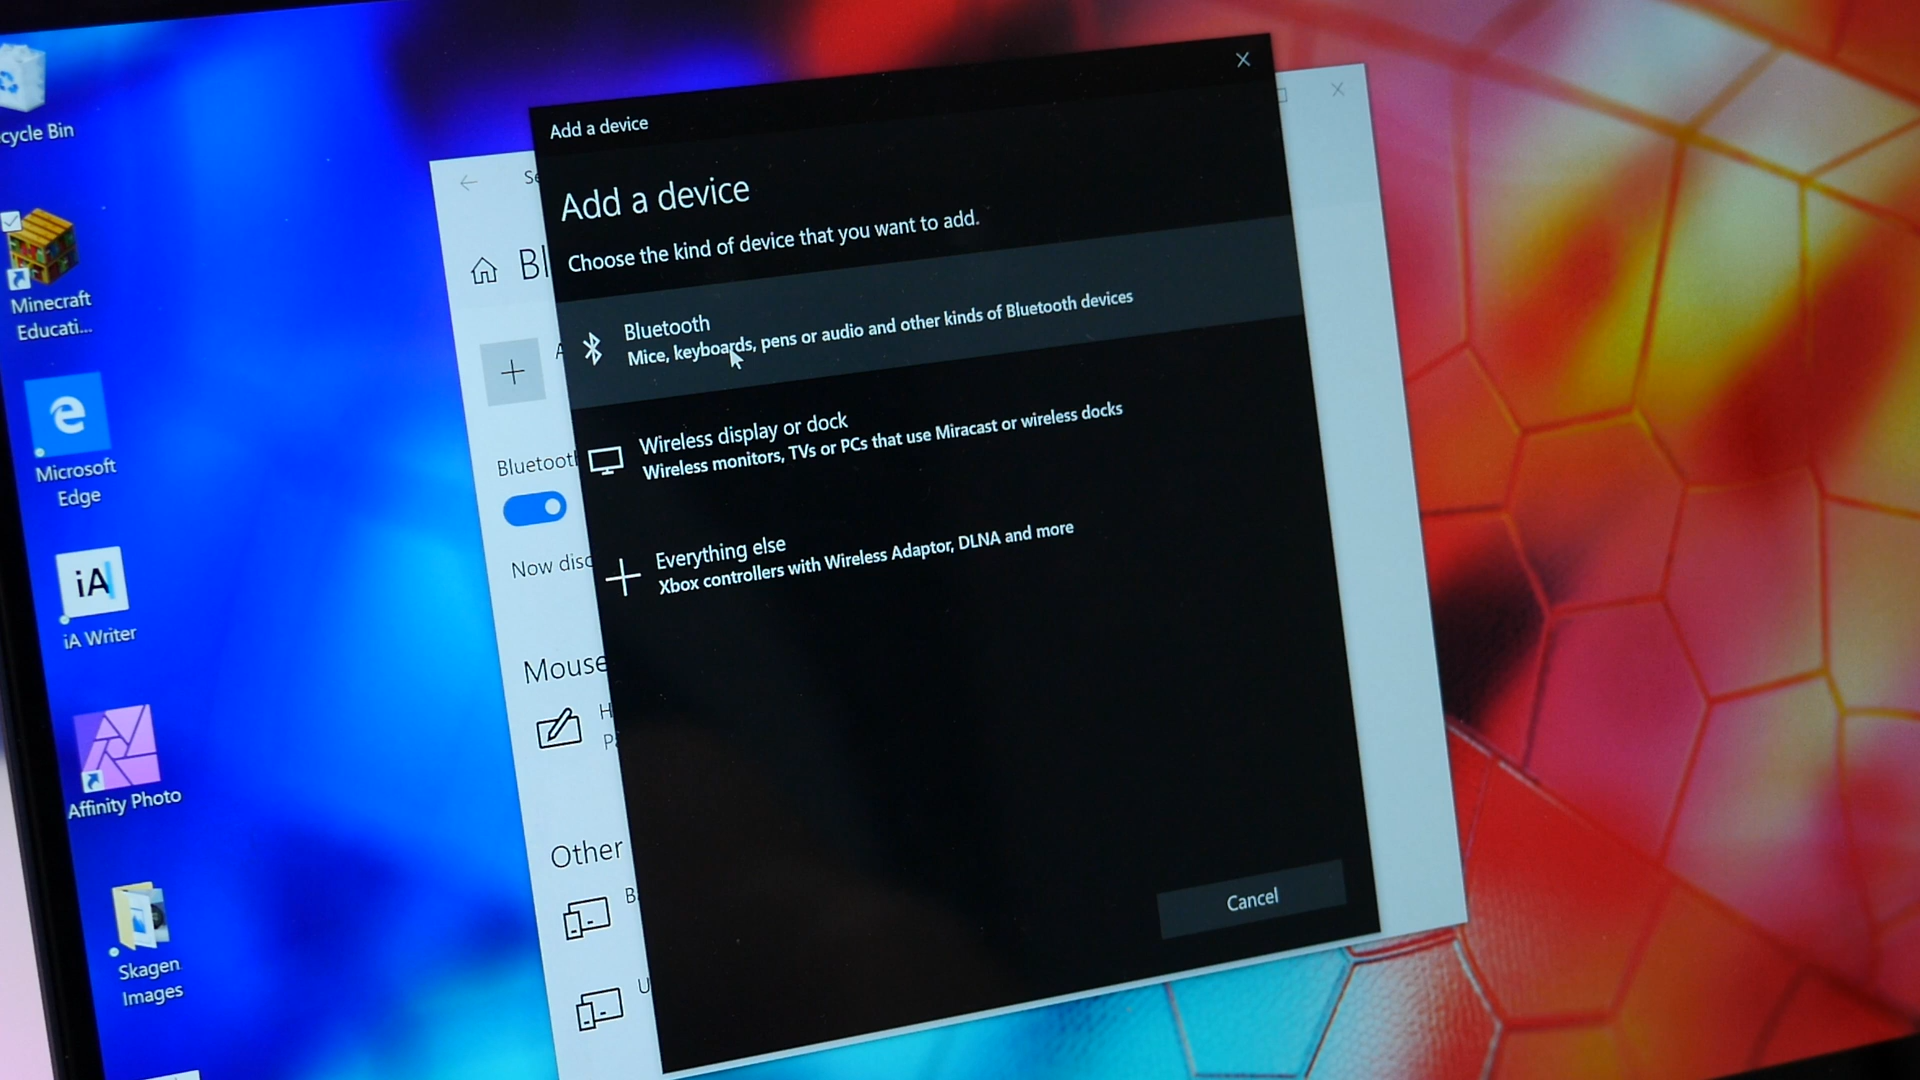 cycle Bin
Minecraft
Educati...
Microsoft
Edge
iA
iA Writer
Affinity Photo
Skagen
Images
Add a device
Add a device
Choose the kind of device that you want to add.
Bluetooth
Mice, keyboards, pens or audio and other kinds of Bluetooth devices
Wireless display or dock
Wireless monitors, TVs or PCs that use Miracast or wireless docks
Everything else
Xbox controllers with Wireless Adaptor, DLNA and more
Cancel
Se
Bl
A
Bluetoot
Now disc
Mouse
H
Pa
Other
B
U